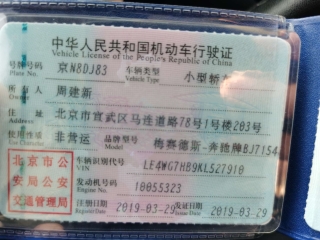 中华人民共和国机动车行驶证
Vehicle License of the People's Republic of China
号牌号码 京N8DJ83 车辆类型 小型轿车
Plate No. Vehicle Type
所有人 周建新
Owner
住址 北京市宣武区马连道路78号1号楼203号
使用性质 非营运 品牌型号 梅赛德斯-奔驰牌BJ7154
北京市公 车辆识别代号 LE4WG7HB9KL527910
VIN
安局公安 发动机号码 10055323
Engine No.
交通管理局 注册日期 2019-03-29 发证日期 2019-03-29
Register Date Issue Date